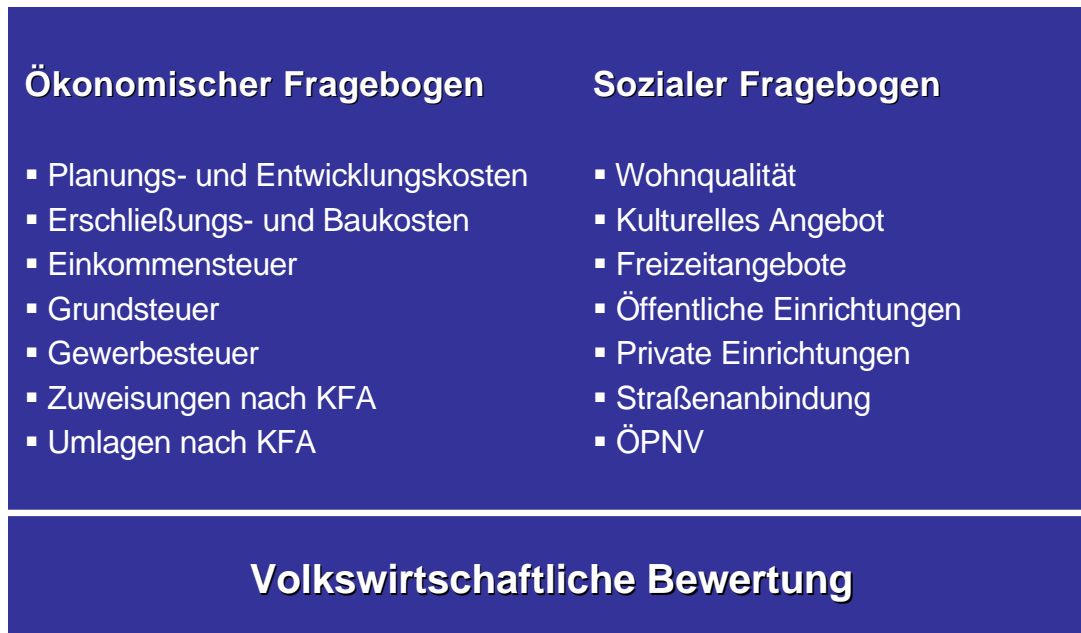 Ökonomischer Fragebogen
▪ Planungs- und Entwicklungskosten
▪ Erschließungs- und Baukosten
▪ Einkommensteuer
▪ Grundsteuer
▪ Gewerbesteuer
▪ Zuweisungen nach KFA
▪ Umlagen nach KFA
Sozialer Fragebogen
▪ Wohnqualität
▪ Kulturelles Angebot
▪ Freizeitangebote
▪ Öffentliche Einrichtungen
▪ Private Einrichtungen
▪ Straßenanbindung
▪ ÖPNV
Volkswirtschaftliche Bewertung